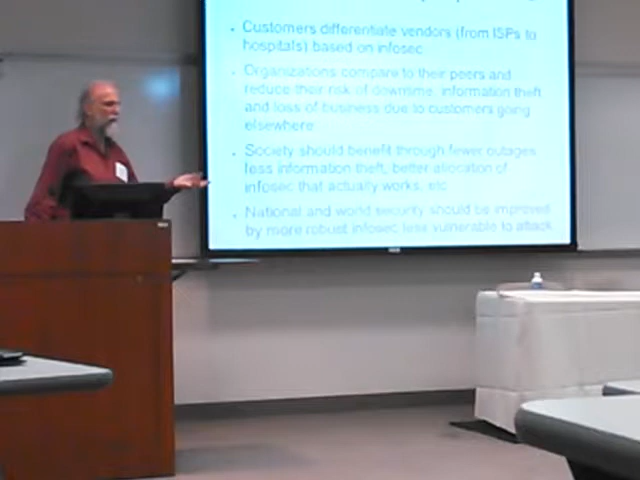 Customers differentiate vendors (from ISPs to
hospitals) based on infosec
Organizations compare to their peers and
reduce their risk of downtime, information theft
and loss of business due to customers going
elsewhere
Society should benefit through fewer outages
less information theft, better allocation of
infosec that actually works, etc
National and world security should be improved
by more robust infosec less vulnerable to attack